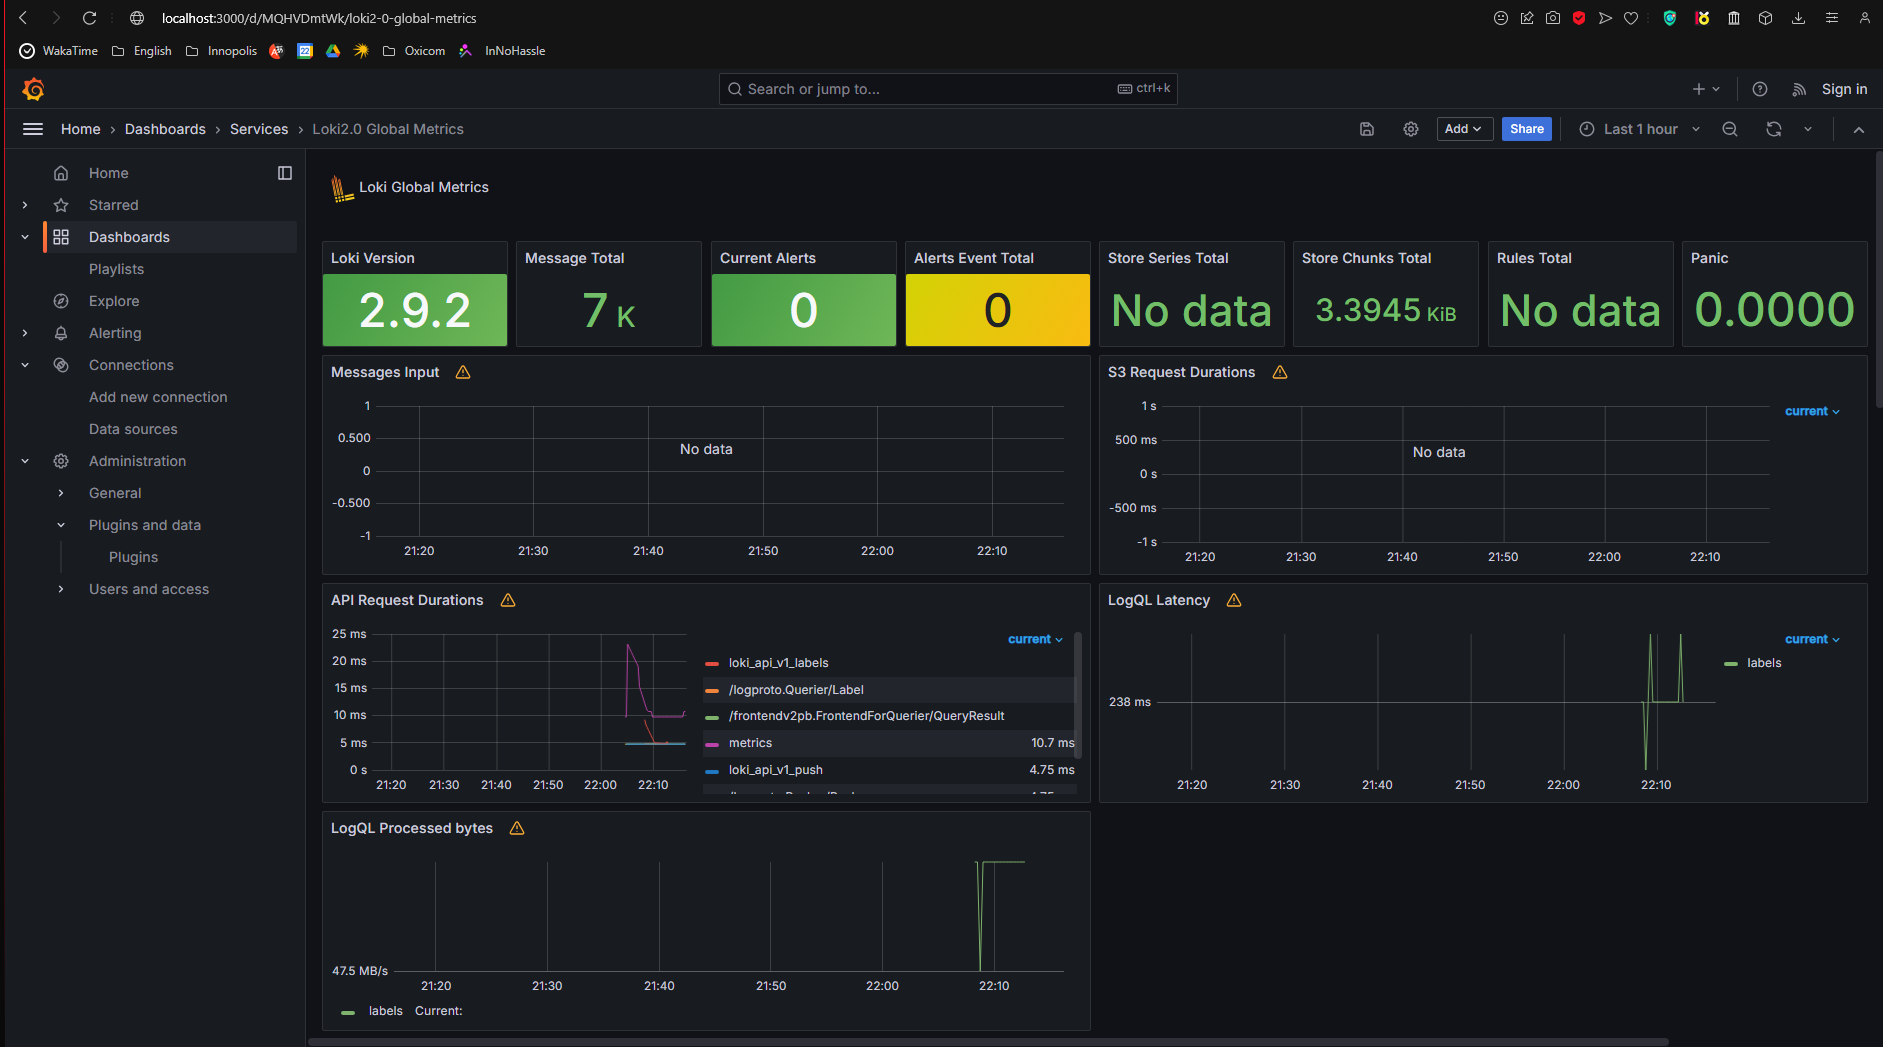 localhost:3000/d/MQHVDmtWk/loki2-0-global-metrics
WakaTime English Innopolis 22 Oxicom InNoHassle
Search or jump to... ctrl+k
Sign in
Home › Dashboards › Services › Loki2.0 Global Metrics
Add Share Last 1 hour
Home
Starred
Dashboards
Playlists
Explore
Alerting
Connections
Add new connection
Data sources
Administration
General
Plugins and data
Plugins
Users and access
Loki Global Metrics
Loki Version
2.9.2
Message Total
7 K
Current Alerts
0
Alerts Event Total
0
Store Series Total
No data
Store Chunks Total
3.3945 KiB
Rules Total
No data
Panic
0.0000
Messages Input
1
0.500
0
-0.500
-1
No data
21:20 21:30 21:40 21:50 22:00 22:10
S3 Request Durations
1 s
500 ms
0 s
-500 ms
-1 s
No data
21:20 21:30 21:40 21:50 22:00 22:10
current
API Request Durations
25 ms
20 ms
15 ms
10 ms
5 ms
0 s
21:20 21:30 21:40 21:50 22:00 22:10
current
loki_api_v1_labels
/logproto.Querier/Label
/frontendv2pb.FrontendForQuerier/QueryResult
metrics 10.7 ms
loki_api_v1_push 4.75 ms
LogQL Latency
238 ms
21:20 21:30 21:40 21:50 22:00 22:10
current
labels
LogQL Processed bytes
47.5 MB/s
21:20 21:30 21:40 21:50 22:00 22:10
labels Current: